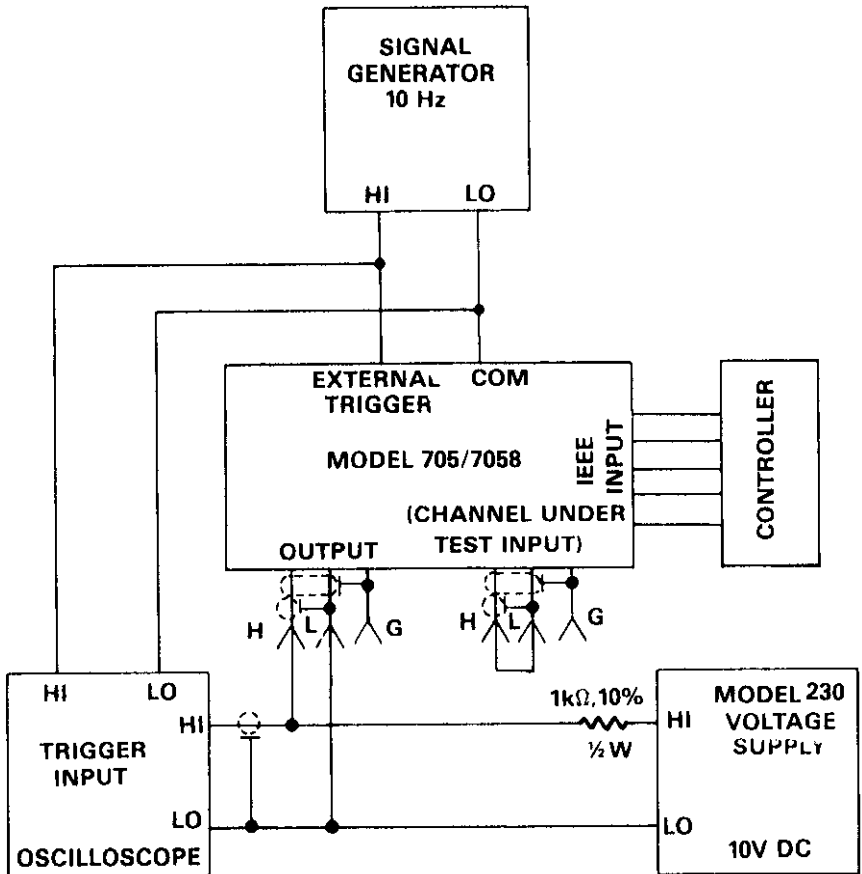 SIGNAL
GENERATOR
10 Hz
HI LO
EXTERNAL COM
TRIGGER
MODEL 705/7058
IEEE
INPUT
CONTROLLER
(CHANNEL UNDER
TEST INPUT)
OUTPUT
H L G
H L G
HI LO
HI
TRIGGER
INPUT
LO
OSCILLOSCOPE
1kΩ,10%
½ W
HI
MODEL 230
VOLTAGE
SUPPLY
LO
10V DC